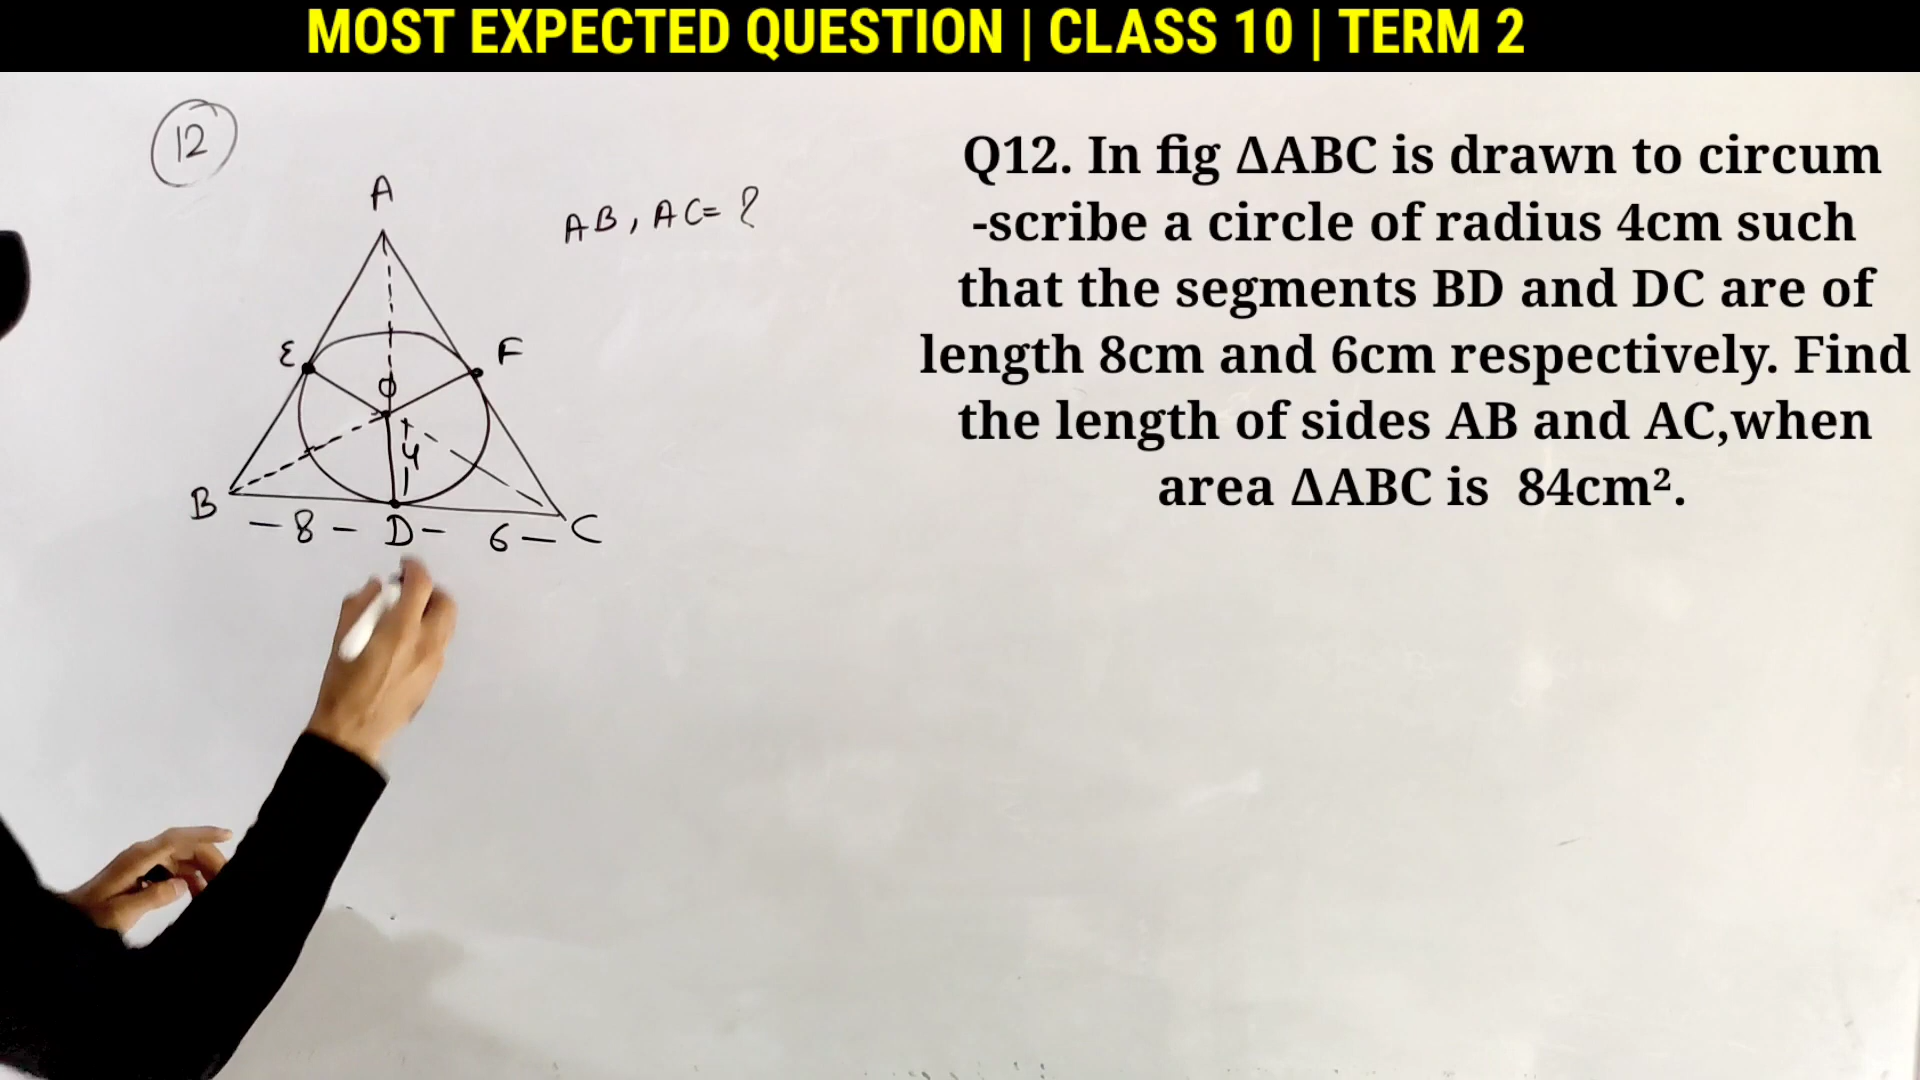 MOST EXPECTED QUESTION | CLASS 10 | TERM 2
12
A
AB, AC= ?
E
F
O
4
B
C
- 8 - D - 6 -
Q12. In fig ΔABC is drawn to circum
-scribe a circle of radius 4cm such
that the segments BD and DC are of
length 8cm and 6cm respectively. Find
the length of sides AB and AC,when
area ΔABC is 84cm².